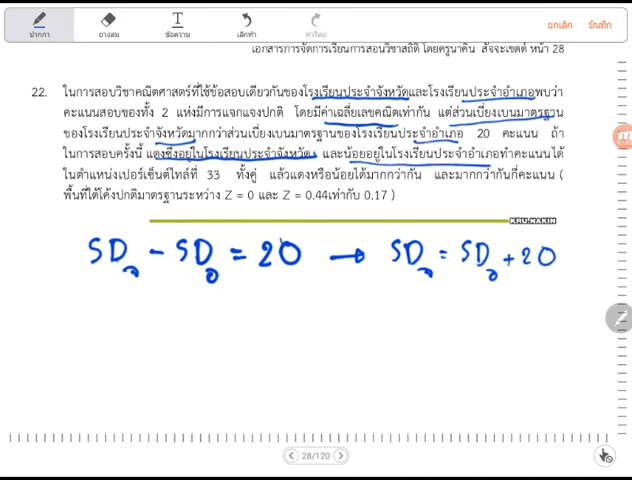 ปากกา
ยางลบ
ข้อความ
เลิกทำ
ทำใหม่
ยกเลิก
บันทึก
เอกสารการจัดการเรียนการสอนวิชาสถิติ โดยครูนาคิน สัจจะเขตต์ หน้า 28
22. ในการสอบวิชาคณิตศาสตร์ที่ใช้ข้อสอบเดียวกันของโรงเรียนประจำจังหวัดและโรงเรียนประจำอำเภอพบว่า
คะแนนสอบของทั้ง 2 แห่งมีการแจกแจงปกติ โดยมีค่าเฉลี่ยเลขคณิตเท่ากัน แต่ส่วนเบี่ยงเบนมาตรฐาน
ของโรงเรียนประจำจังหวัดมากกว่าส่วนเบี่ยงเบนมาตรฐานของโรงเรียนประจำอำเภอ 20 คะแนน ถ้า
ในการสอบครั้งนี้ แดงซึ่งอยู่ในโรงเรียนประจำจังหวัด และน้อยอยู่ในโรงเรียนประจำอำเภอทำคะแนนได้
ในตำแหน่งเปอร์เซ็นต์ไทล์ที่ 33 ทั้งคู่ แล้วแดงหรือน้อยได้มากกว่ากัน และมากกว่ากันกี่คะแนน (
พื้นที่ใต้โค้งปกติมาตรฐานระหว่าง Z = 0 และ Z = 0.44เท่ากับ 0.17 )
KRU.NAKIN
SDจ - SDอ = 20 → SDจ = SDอ + 20
28/120